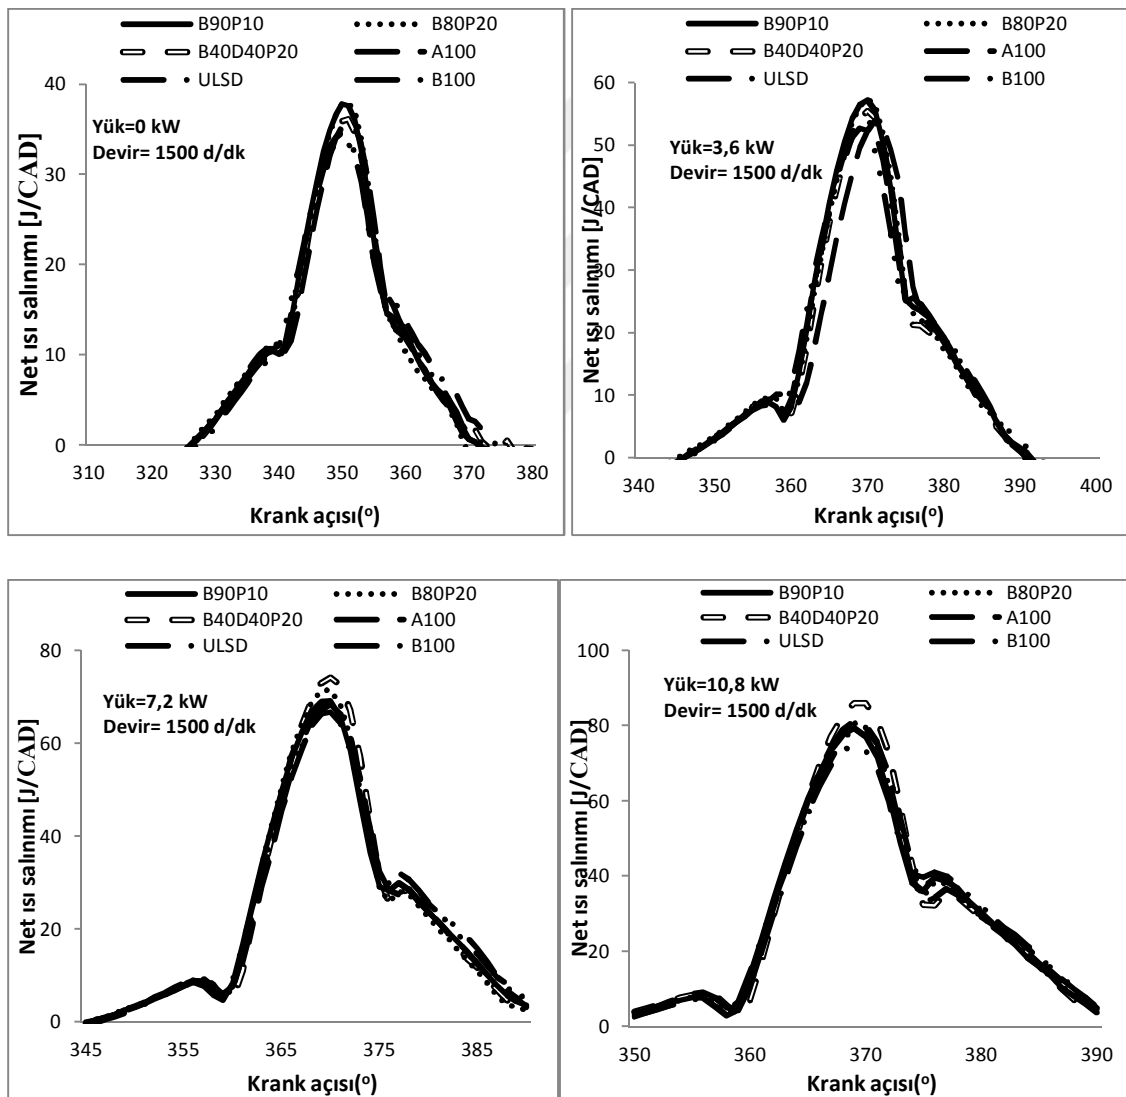 B90P10 B80P20
B40D40P20 A100
ULSD B100
Yük=0 kW
Devir= 1500 d/dk
Net ısı salınımı [J/CAD]
40
30
20
10
0
310 320 330 340 350 360 370 380
Krank açısı(º)
B90P10 B80P20
B40D40P20 A100
ULSD B100
Yük=3,6 kW
Devir= 1500 d/dk
Net ısı salınımı [J/CAD]
60
50
40
30
20
10
0
340 350 360 370 380 390 400
Krank açısı(º)
B90P10 B80P20
B40D40P20 A100
ULSD B100
Yük=7,2 kW
Devir= 1500 d/dk
Net ısı salınımı [J/CAD]
80
60
40
20
0
345 355 365 375 385
Krank açısı(º)
B90P10 B80P20
B40D40P20 A100
ULSD B100
Yük=10,8 kW
Devir= 1500 d/dk
Net ısı salınımı [J/CAD]
100
80
60
40
20
0
350 360 370 380 390
Krank açısı(º)